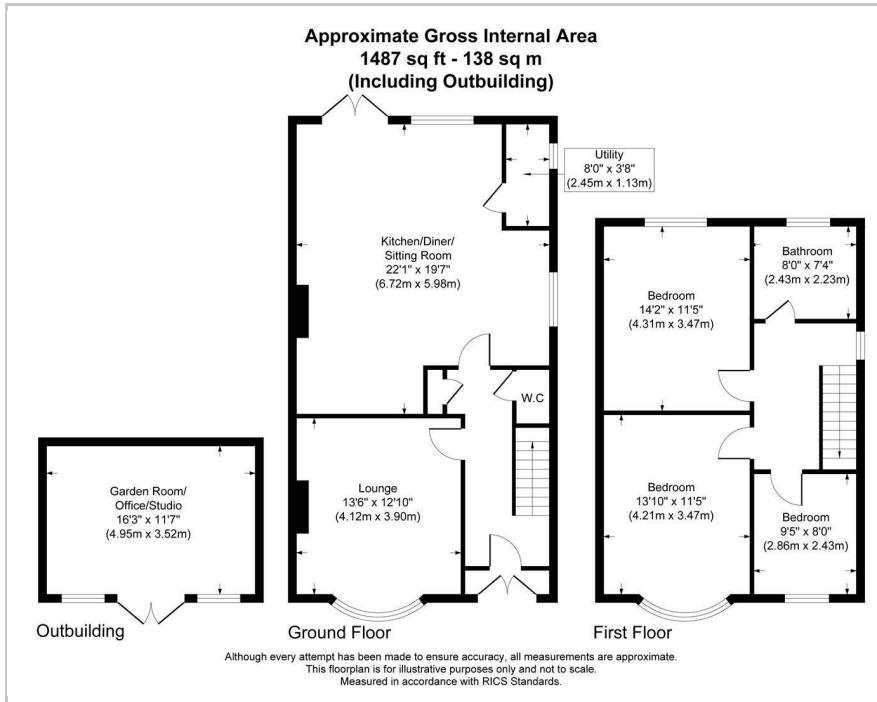 Approximate Gross Internal Area
1487 sq ft - 138 sq m
(Including Outbuilding)
Utility
8'0" x 3'8"
(2.45m x 1.13m)
Kitchen/Diner/
Sitting Room
22'1" x 19'7"
(6.72m x 5.98m)
W.C
Lounge
13'6" x 12'10"
(4.12m x 3.90m)
Bedroom
14'2" x 11'5"
(4.31m x 3.47m)
Bathroom
8'0" x 7'4"
(2.43m x 2.23m)
Bedroom
13'10" x 11'5"
(4.21m x 3.47m)
Bedroom
9'5" x 8'0"
(2.86m x 2.43m)
Garden Room/
Office/Studio
16'3" x 11'7"
(4.95m x 3.52m)
Outbuilding
Ground Floor
First Floor
Although every attempt has been made to ensure accuracy, all measurements are approximate.
This floorplan is for illustrative purposes only and not to scale.
Measured in accordance with RICS Standards.